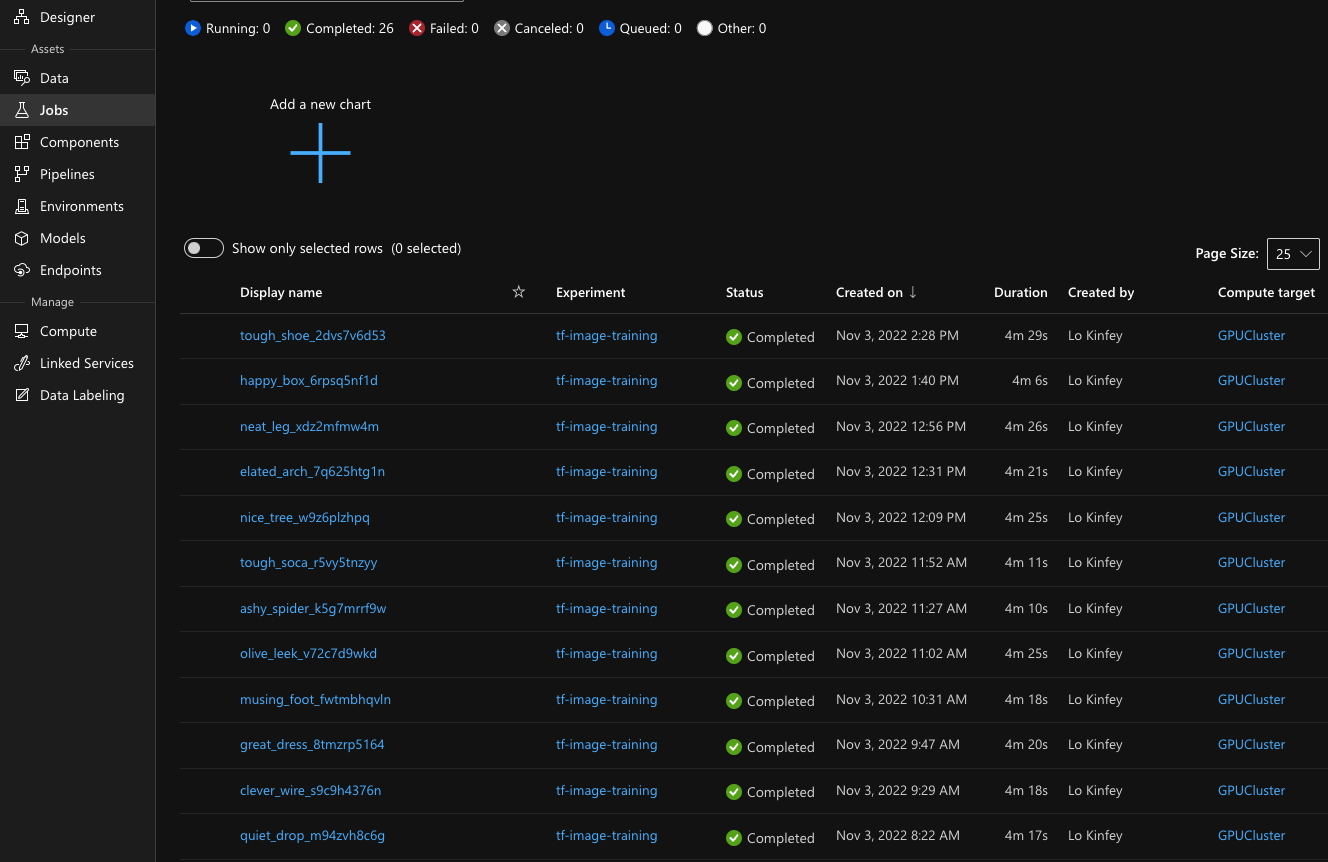 Designer
Assets
Data
Jobs
Components
Pipelines
Environments
Models
Endpoints
Manage
Compute
Linked Services
Data Labeling
Running: 0 Completed: 26 Failed: 0 Canceled: 0 Queued: 0 Other: 0
Add a new chart
Show only selected rows (0 selected)
Page Size: 25
Display name Experiment Status Created on ↓ Duration Created by Compute target
tough_shoe_2dvs7v6d53 tf-image-training Completed Nov 3, 2022 2:28 PM 4m 29s Lo Kinfey GPUCluster
happy_box_6rpsq5nf1d tf-image-training Completed Nov 3, 2022 1:40 PM 4m 6s Lo Kinfey GPUCluster
neat_leg_xdz2mfmw4m tf-image-training Completed Nov 3, 2022 12:56 PM 4m 26s Lo Kinfey GPUCluster
elated_arch_7q625htg1n tf-image-training Completed Nov 3, 2022 12:31 PM 4m 21s Lo Kinfey GPUCluster
nice_tree_w9z6plzhpq tf-image-training Completed Nov 3, 2022 12:09 PM 4m 25s Lo Kinfey GPUCluster
tough_soca_r5vy5tnzyy tf-image-training Completed Nov 3, 2022 11:52 AM 4m 11s Lo Kinfey GPUCluster
ashy_spider_k5g7mrrf9w tf-image-training Completed Nov 3, 2022 11:27 AM 4m 10s Lo Kinfey GPUCluster
olive_leek_v72c7d9wkd tf-image-training Completed Nov 3, 2022 11:02 AM 4m 25s Lo Kinfey GPUCluster
musing_foot_fwtmbhqvln tf-image-training Completed Nov 3, 2022 10:31 AM 4m 18s Lo Kinfey GPUCluster
great_dress_8tmzrp5164 tf-image-training Completed Nov 3, 2022 9:47 AM 4m 20s Lo Kinfey GPUCluster
clever_wire_s9c9h4376n tf-image-training Completed Nov 3, 2022 9:29 AM 4m 18s Lo Kinfey GPUCluster
quiet_drop_m94zvh8c6g tf-image-training Completed Nov 3, 2022 8:22 AM 4m 17s Lo Kinfey GPUCluster